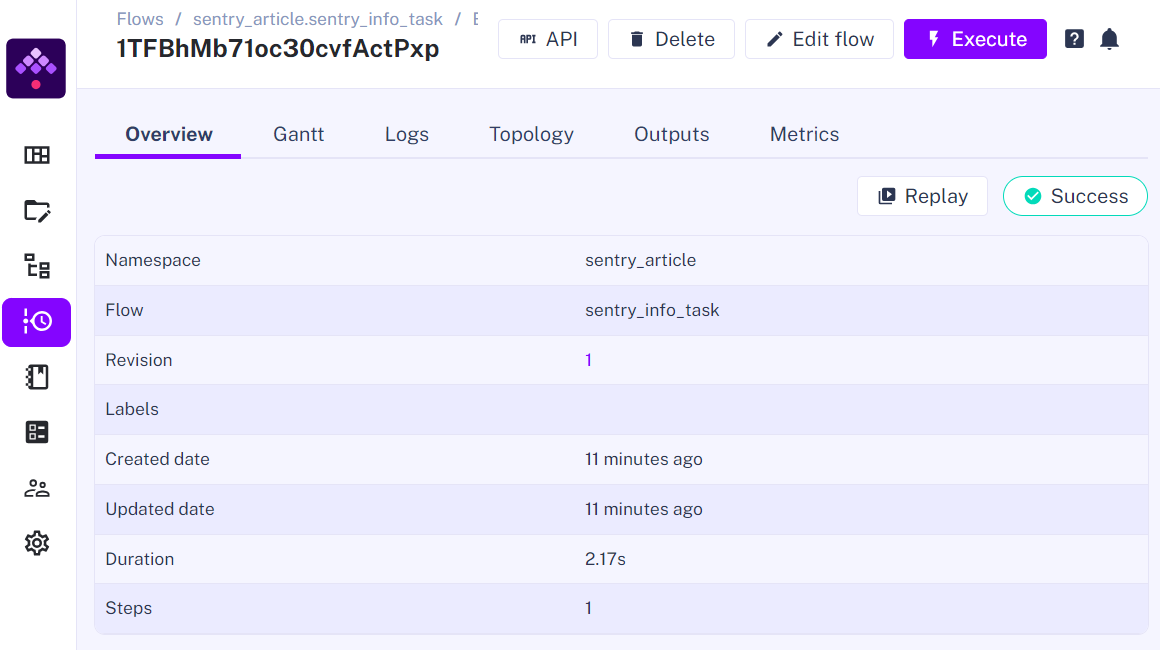 Flows / sentry_article.sentry_info_task /
1TFBhMb71oc30cvfActPxp
API API
Delete
Edit flow
Execute
Overview Gantt Logs Topology Outputs Metrics
Replay Success
Namespace sentry_article
Flow sentry_info_task
Revision 1
Labels
Created date 11 minutes ago
Updated date 11 minutes ago
Duration 2.17s
Steps 1